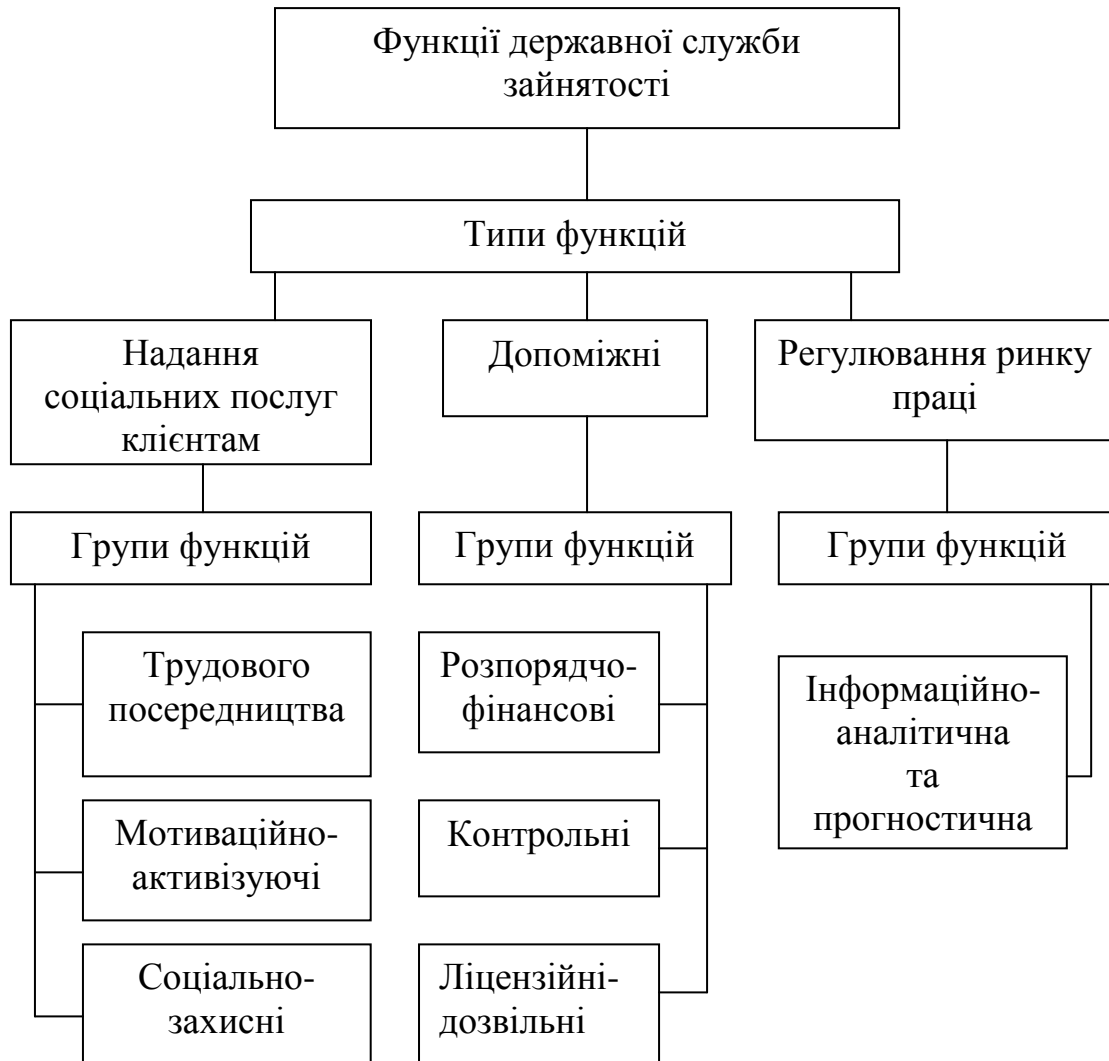 Функції державної служби
зайнятості
Типи функцій
Надання
соціальних послуг
клієнтам
Допоміжні
Регулювання ринку
праці
Групи функцій
Групи функцій
Групи функцій
Трудового
посередництва
Розпорядчо-
фінансові
Інформаційно-
аналітична
та
прогностична
Мотиваційно-
активізуючі
Контрольні
Соціально-
захисні
Ліцензійні-
дозвільні